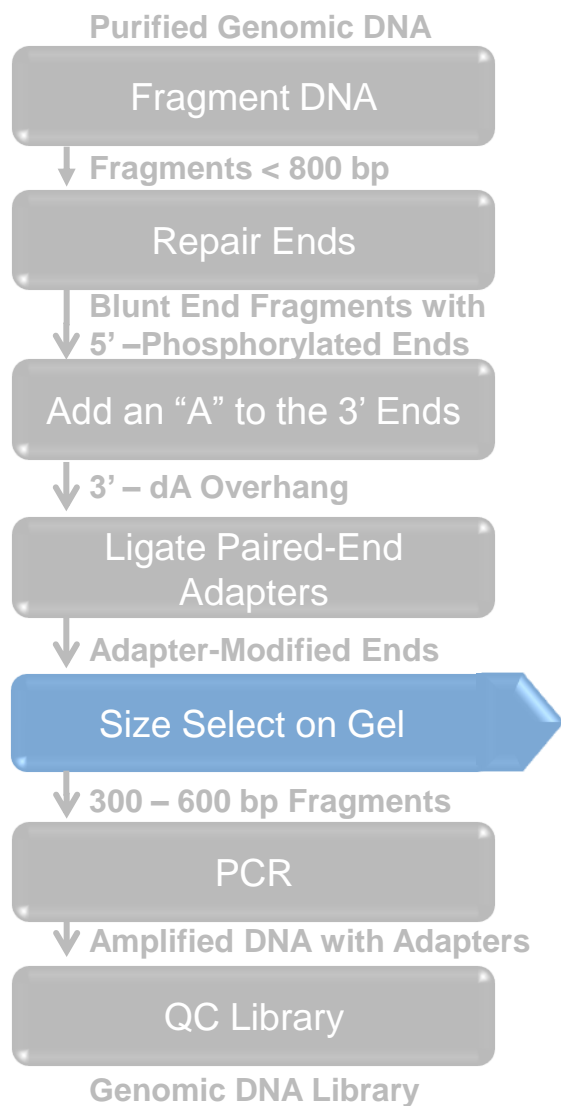 Purified Genomic DNA
Fragment DNA
Fragments < 800 bp
Repair Ends
Blunt End Fragments with
5’ –Phosphorylated Ends
Add an “A” to the 3’ Ends
3’ – dA Overhang
Ligate Paired-End
Adapters
Adapter-Modified Ends
Size Select on Gel
300 – 600 bp Fragments
PCR
Amplified DNA with Adapters
QC Library
Genomic DNA Library